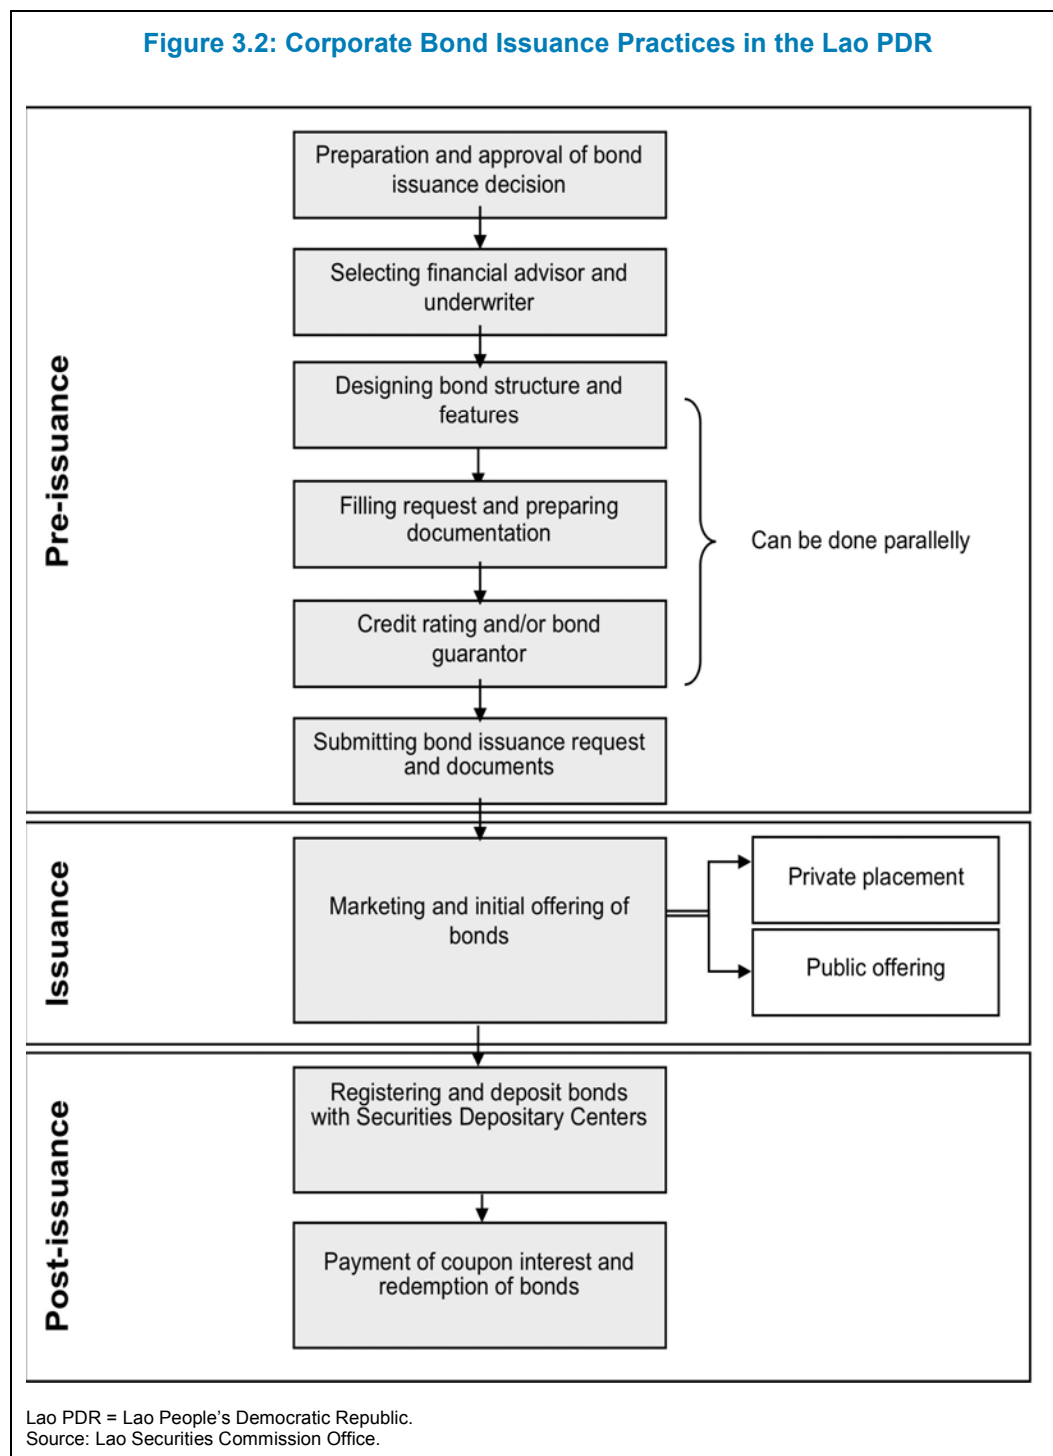 Figure 3.2: Corporate Bond Issuance Practices in the Lao PDR
Pre-issuance
Preparation and approval of bond
issuance decision
Selecting financial advisor and
underwriter
Designing bond structure and
features
Filling request and preparing
documentation
Credit rating and/or bond
guarantor
Can be done parallelly
Submitting bond issuance request
and documents
Issuance
Marketing and initial offering of
bonds
Private placement
Public offering
Post-issuance
Registering and deposit bonds
with Securities Depositary Centers
Payment of coupon interest and
redemption of bonds
Lao PDR = Lao People’s Democratic Republic.
Source: Lao Securities Commission Office.